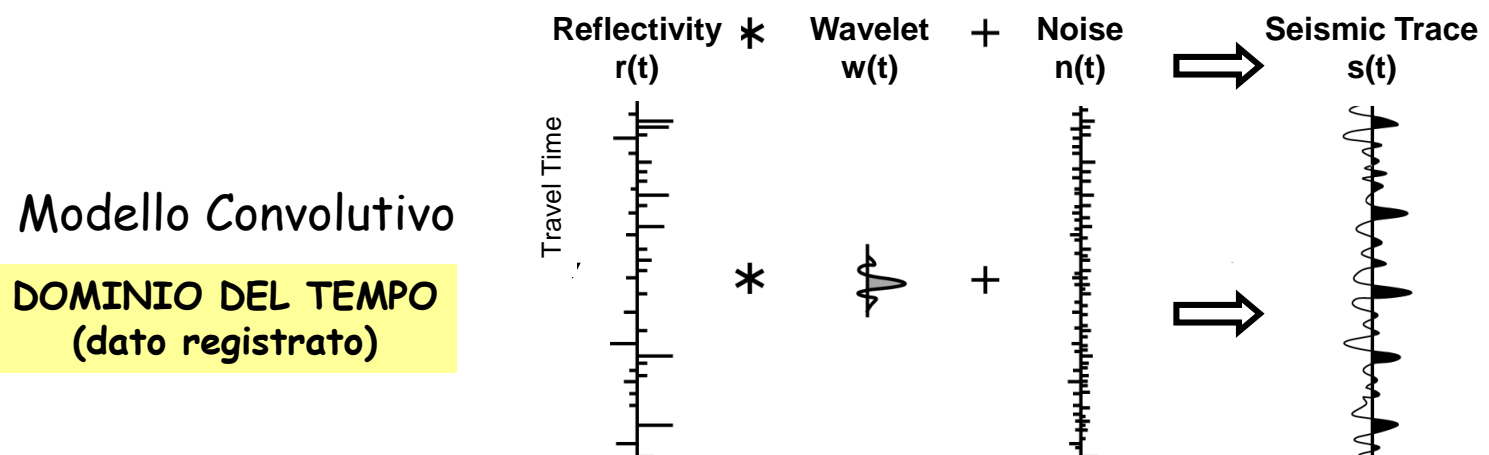 Reflectivity * Wavelet + Noise Seismic Trace
r(t) w(t) n(t) s(t)
Travel Time
Modello Convolutivo
* +
DOMINIO DEL TEMPO
(dato registrato)